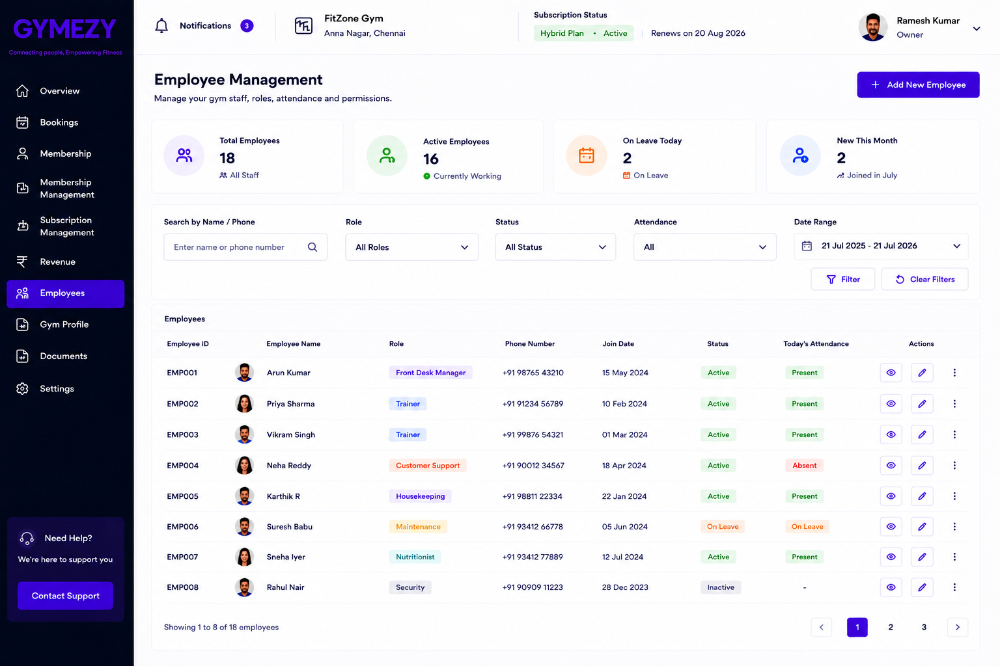 GYMEZY
Connecting people, Empowering Fitness
Overview
Bookings
Membership
Membership
Management
Subscription
Management
Revenue
Employees
Gym Profile
Documents
Settings
Need Help?
We're here to support you
Contact Support
Notifications 3
FitZone Gym
Anna Nagar, Chennai
Subscription Status
Hybrid Plan • Active
Renews on 20 Aug 2026
Ramesh Kumar
Owner
Employee Management
Manage your gym staff, roles, attendance and permissions.
+ Add New Employee
Total Employees
18
All Staff
Active Employees
16
Currently Working
On Leave Today
2
On Leave
New This Month
2
Joined in July
Search by Name / Phone
Enter name or phone number
Role
All Roles
Status
All Status
Attendance
All
Date Range
21 Jul 2025 - 21 Jul 2026
Filter
Clear Filters
Employees
Employee ID Employee Name Role Phone Number Join Date Status Today's Attendance Actions
EMP001 Arun Kumar Front Desk Manager +91 98765 43210 15 May 2024 Active Present
EMP002 Priya Sharma Trainer +91 91234 56789 10 Feb 2024 Active Present
EMP003 Vikram Singh Trainer +91 99876 54321 01 Mar 2024 Active Present
EMP004 Neha Reddy Customer Support +91 90012 34567 18 Apr 2024 Active Absent
EMP005 Karthik R Housekeeping +91 98811 22334 22 Jan 2024 Active Present
EMP006 Suresh Babu Maintenance +91 93412 66778 05 Jun 2024 On Leave On Leave
EMP007 Sneha Iyer Nutritionist +91 93412 77889 12 Jul 2024 Active Present
EMP008 Rahul Nair Security +91 90909 11223 28 Dec 2023 Inactive -
Showing 1 to 8 of 18 employees
1 2 3